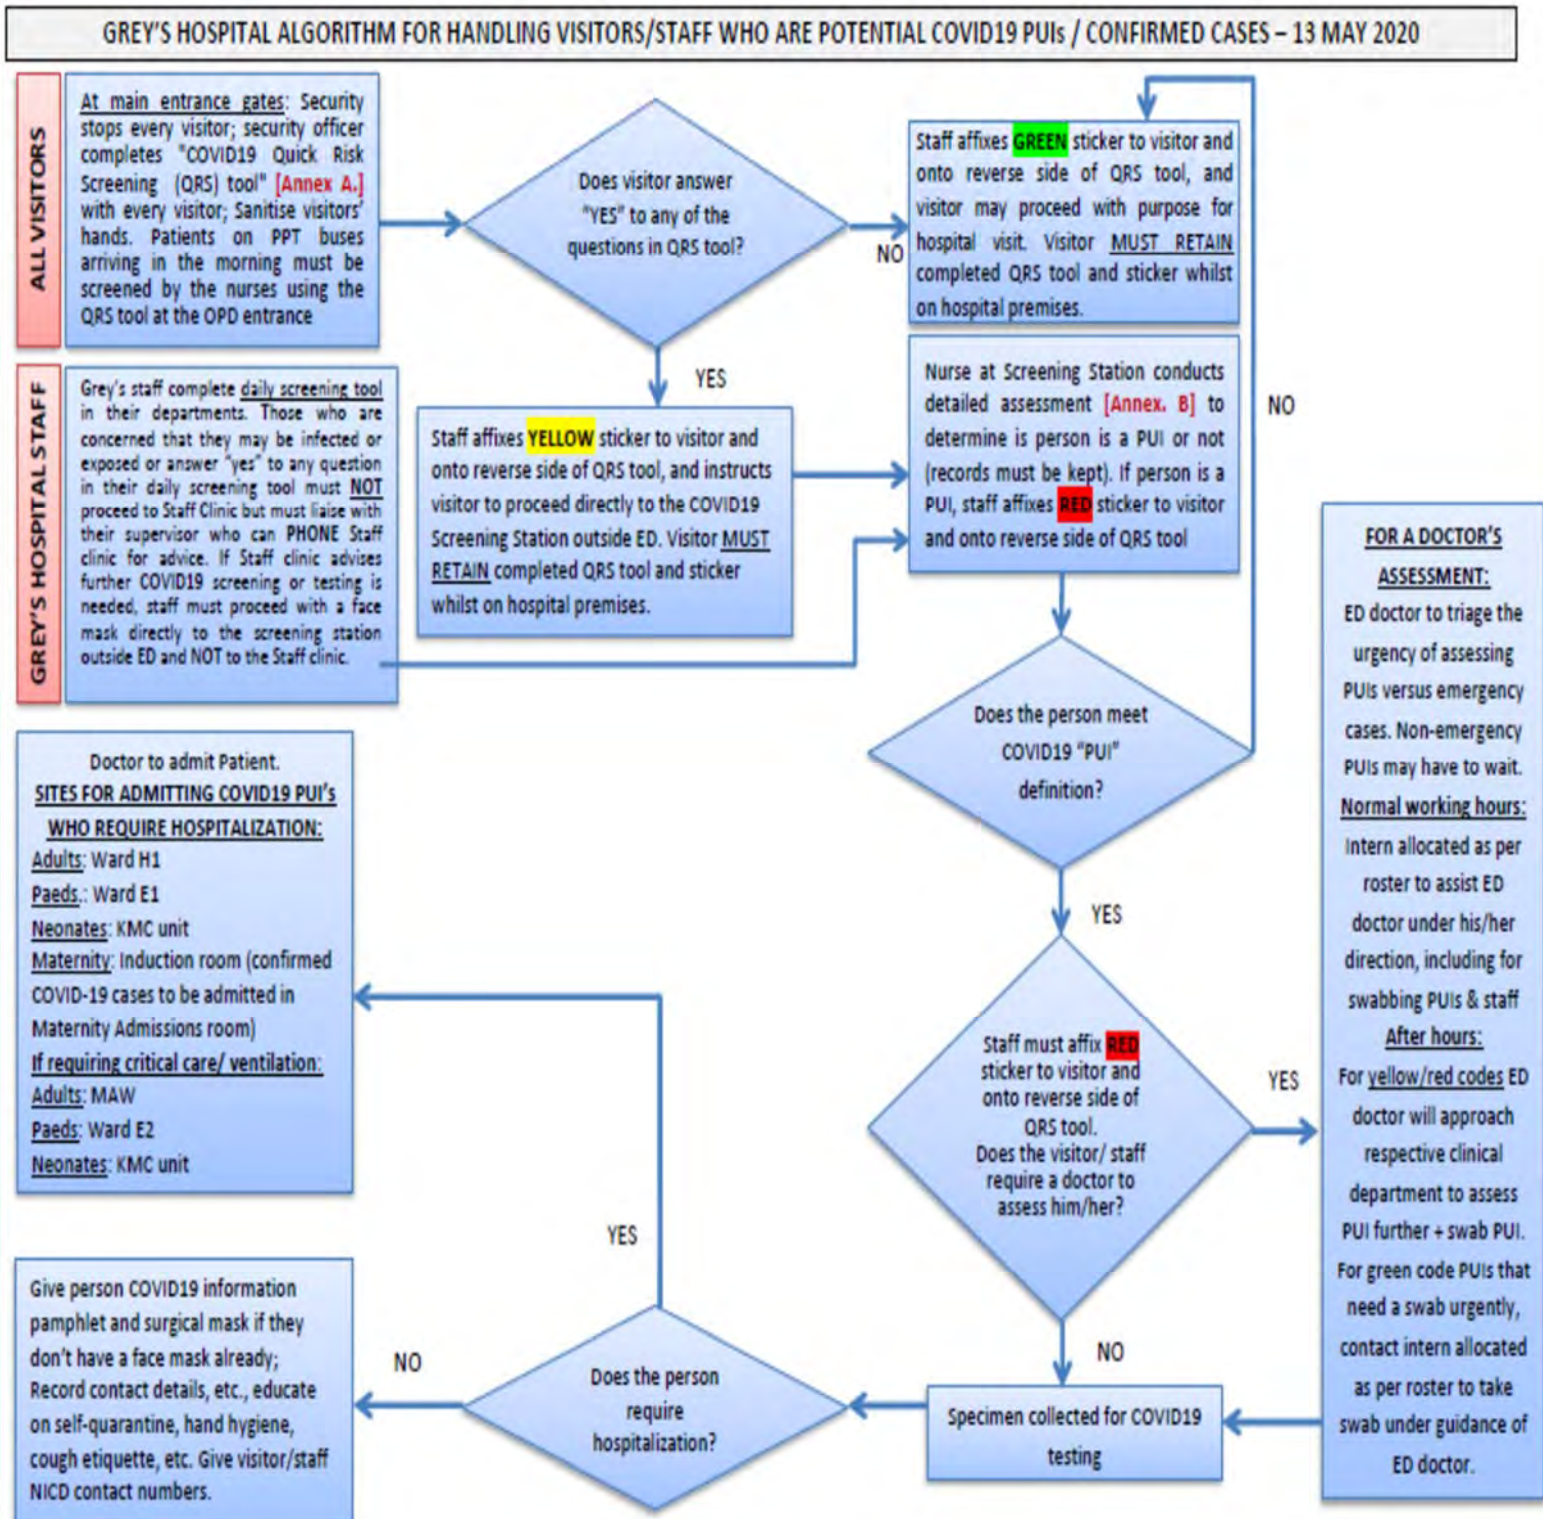 GREY'S HOSPITAL ALGORITHM FOR HANDLING VISITORS/STAFF WHO ARE POTENTIAL COVID19 PUIs / CONFIRMED CASES – 13 MAY 2020
ALL VISITORS
At main entrance gates: Security
stops every visitor; security officer
completes "COVID19 Quick Risk
Screening (QRS) tool" [Annex A.]
with every visitor; Sanitise visitors'
hands. Patients on PPT buses
arriving in the morning must be
screened by the nurses using the
QRS tool at the OPD entrance
Does visitor answer
"YES" to any of the
questions in QRS tool?
NO
Staff affixes GREEN sticker to visitor and
onto reverse side of QRS tool, and
visitor may proceed with purpose for
hospital visit. Visitor MUST RETAIN
completed QRS tool and sticker whilst
on hospital premises.
YES
GREY'S HOSPITAL STAFF
Grey's staff complete daily screening tool
in their departments. Those who are
concerned that they may be infected or
exposed or answer "yes" to any question
in their daily screening tool must NOT
proceed to Staff Clinic but must liaise with
their supervisor who can PHONE Staff
clinic for advice. If Staff clinic advises
further COVID19 screening or testing is
needed, staff must proceed with a face
mask directly to the screening station
outside ED and NOT to the Staff clinic.
Staff affixes YELLOW sticker to visitor and
onto reverse side of QRS tool, and instructs
visitor to proceed directly to the COVID19
Screening Station outside ED. Visitor MUST
RETAIN completed QRS tool and sticker
whilst on hospital premises.
Nurse at Screening Station conducts
detailed assessment [Annex. B] to
determine is person is a PUI or not
(records must be kept). If person is a
PUI, staff affixes RED sticker to visitor
and onto reverse side of QRS tool
NO
Does the person meet
COVID19 "PUI"
definition?
YES
Staff must affix RED
sticker to visitor and
onto reverse side of
QRS tool.
Does the visitor/ staff
require a doctor to
assess him/her?
YES
NO
FOR A DOCTOR'S
ASSESSMENT:
ED doctor to triage the
urgency of assessing
PUIs versus emergency
cases. Non-emergency
PUIs may have to wait.
Normal working hours:
Intern allocated as per
roster to assist ED
doctor under his/her
direction, including for
swabbing PUIs & staff
After hours:
For yellow/red codes ED
doctor will approach
respective clinical
department to assess
PUI further + swab PUI.
For green code PUIs that
need a swab urgently,
contact intern allocated
as per roster to take
swab under guidance of
ED doctor.
Specimen collected for COVID19
testing
Does the person
require
hospitalization?
YES
NO
Doctor to admit Patient.
SITES FOR ADMITTING COVID19 PUI's
WHO REQUIRE HOSPITALIZATION:
Adults: Ward H1
Paeds.: Ward E1
Neonates: KMC unit
Maternity: Induction room (confirmed
COVID-19 cases to be admitted in
Maternity Admissions room)
If requiring critical care/ ventilation:
Adults: MAW
Paeds: Ward E2
Neonates: KMC unit
Give person COVID19 information
pamphlet and surgical mask if they
don't have a face mask already;
Record contact details, etc., educate
on self-quarantine, hand hygiene,
cough etiquette, etc. Give visitor/staff
NICD contact numbers.